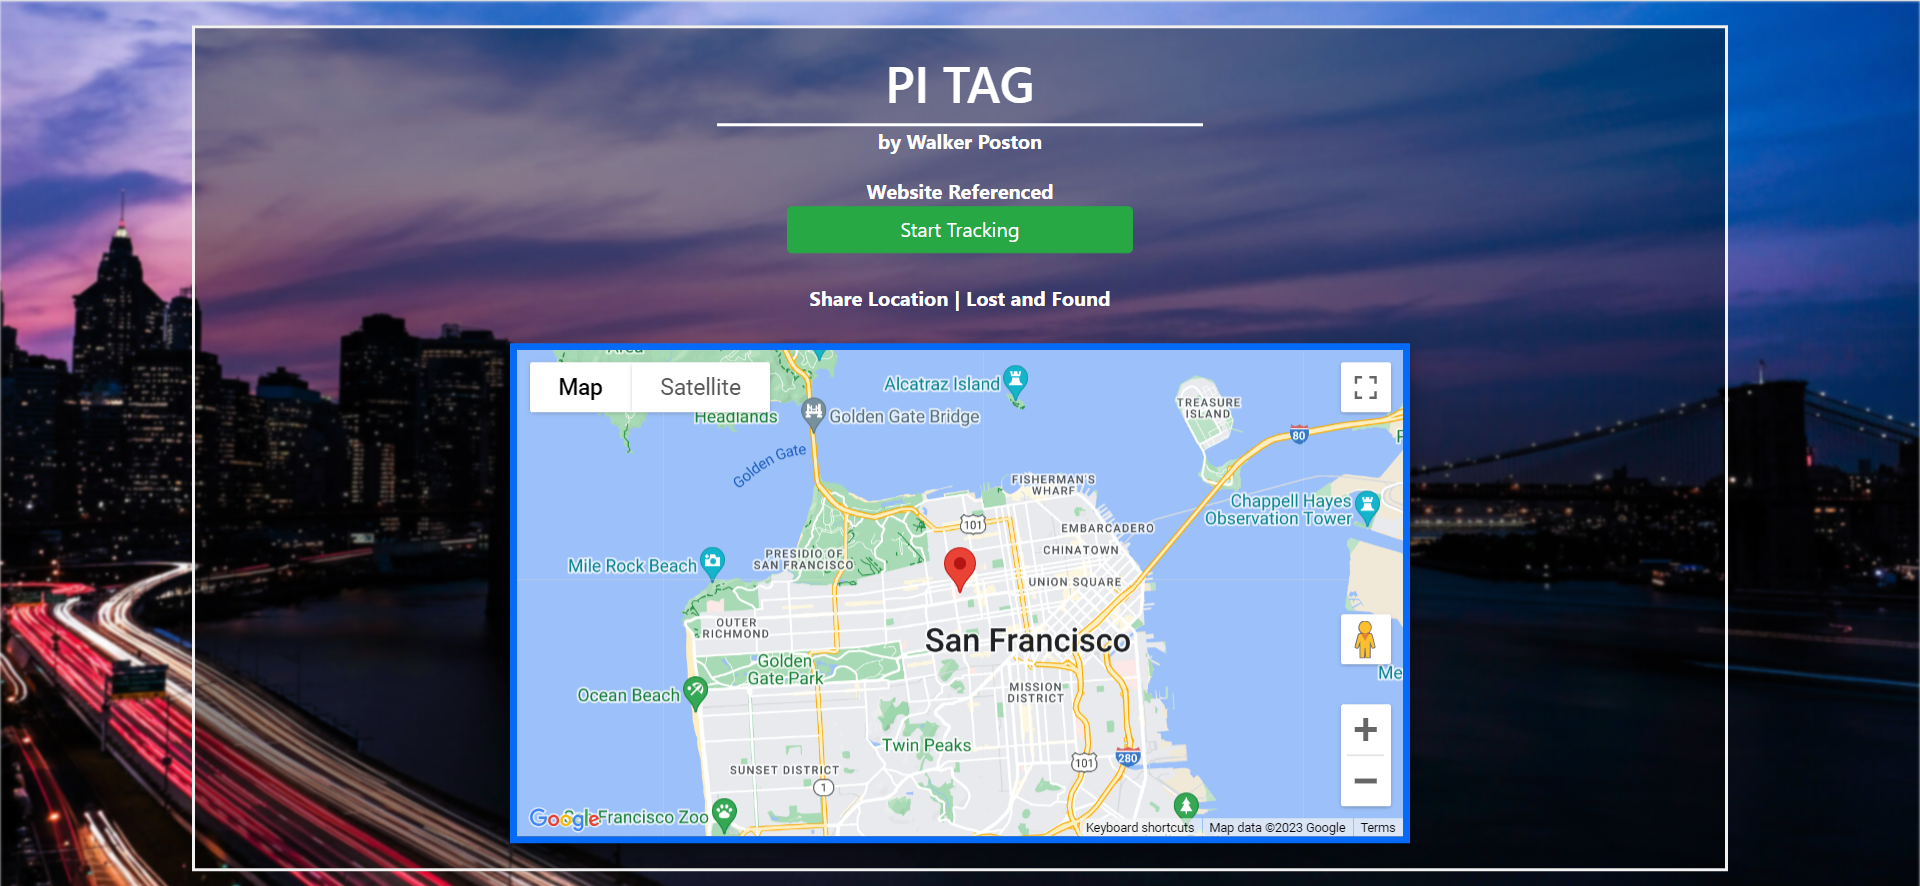 PI TAG
by Walker Poston
Website Referenced
Start Tracking
Share Location | Lost and Found
Map
Satellite
Headlands
Golden Gate Bridge
Alcatraz Island
TREASURE
ISLAND
80
Golden Gate
FISHERMAN'S
WHARF
Chappell Hayes
Observation Tower
101
EMBARCADERO
CHINATOWN
PRESIDIO OF
SAN FRANCISCO
Mile Rock Beach
UNION SQUARE
OUTER
RICHMOND
San Francisco
Golden
Gate Park
Me
Ocean Beach
MISSION
DISTRICT
Twin Peaks
101
280
SUNSET DISTRICT
1
Google
Francisco Zoo
Keyboard shortcuts
Map data ©2023 Google
Terms